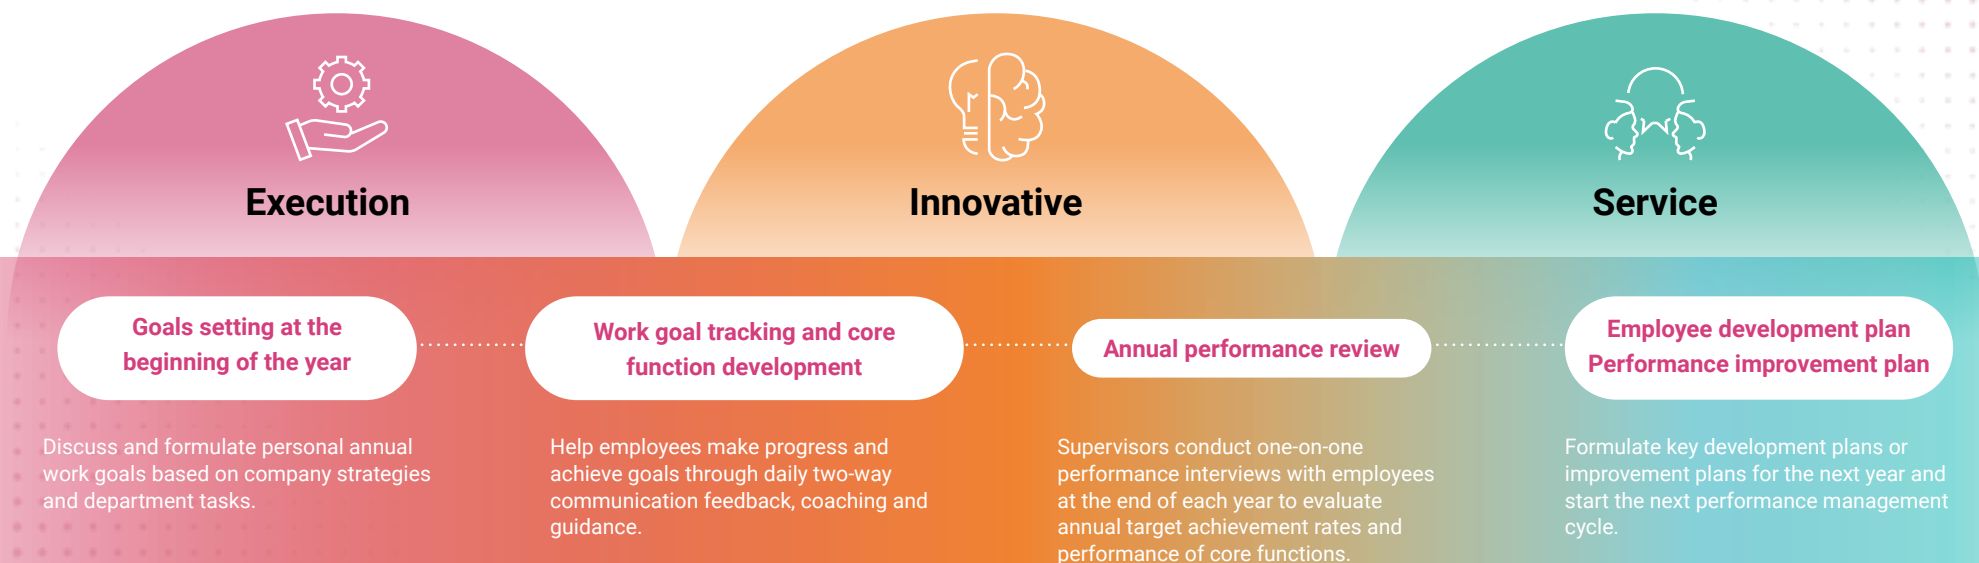 Execution
Innovative
Service
Goals setting at the
beginning of the year
Work goal tracking and core
function development
Annual performance review
Employee development plan
Performance improvement plan
Discuss and formulate personal annual
work goals based on company strategies
and department tasks.
Help employees make progress and
achieve goals through daily two-way
communication feedback, coaching and
guidance.
Supervisors conduct one-on-one
performance interviews with employees
at the end of each year to evaluate
annual target achievement rates and
performance of core functions.
Formulate key development plans or
improvement plans for the next year and
start the next performance management
cycle.